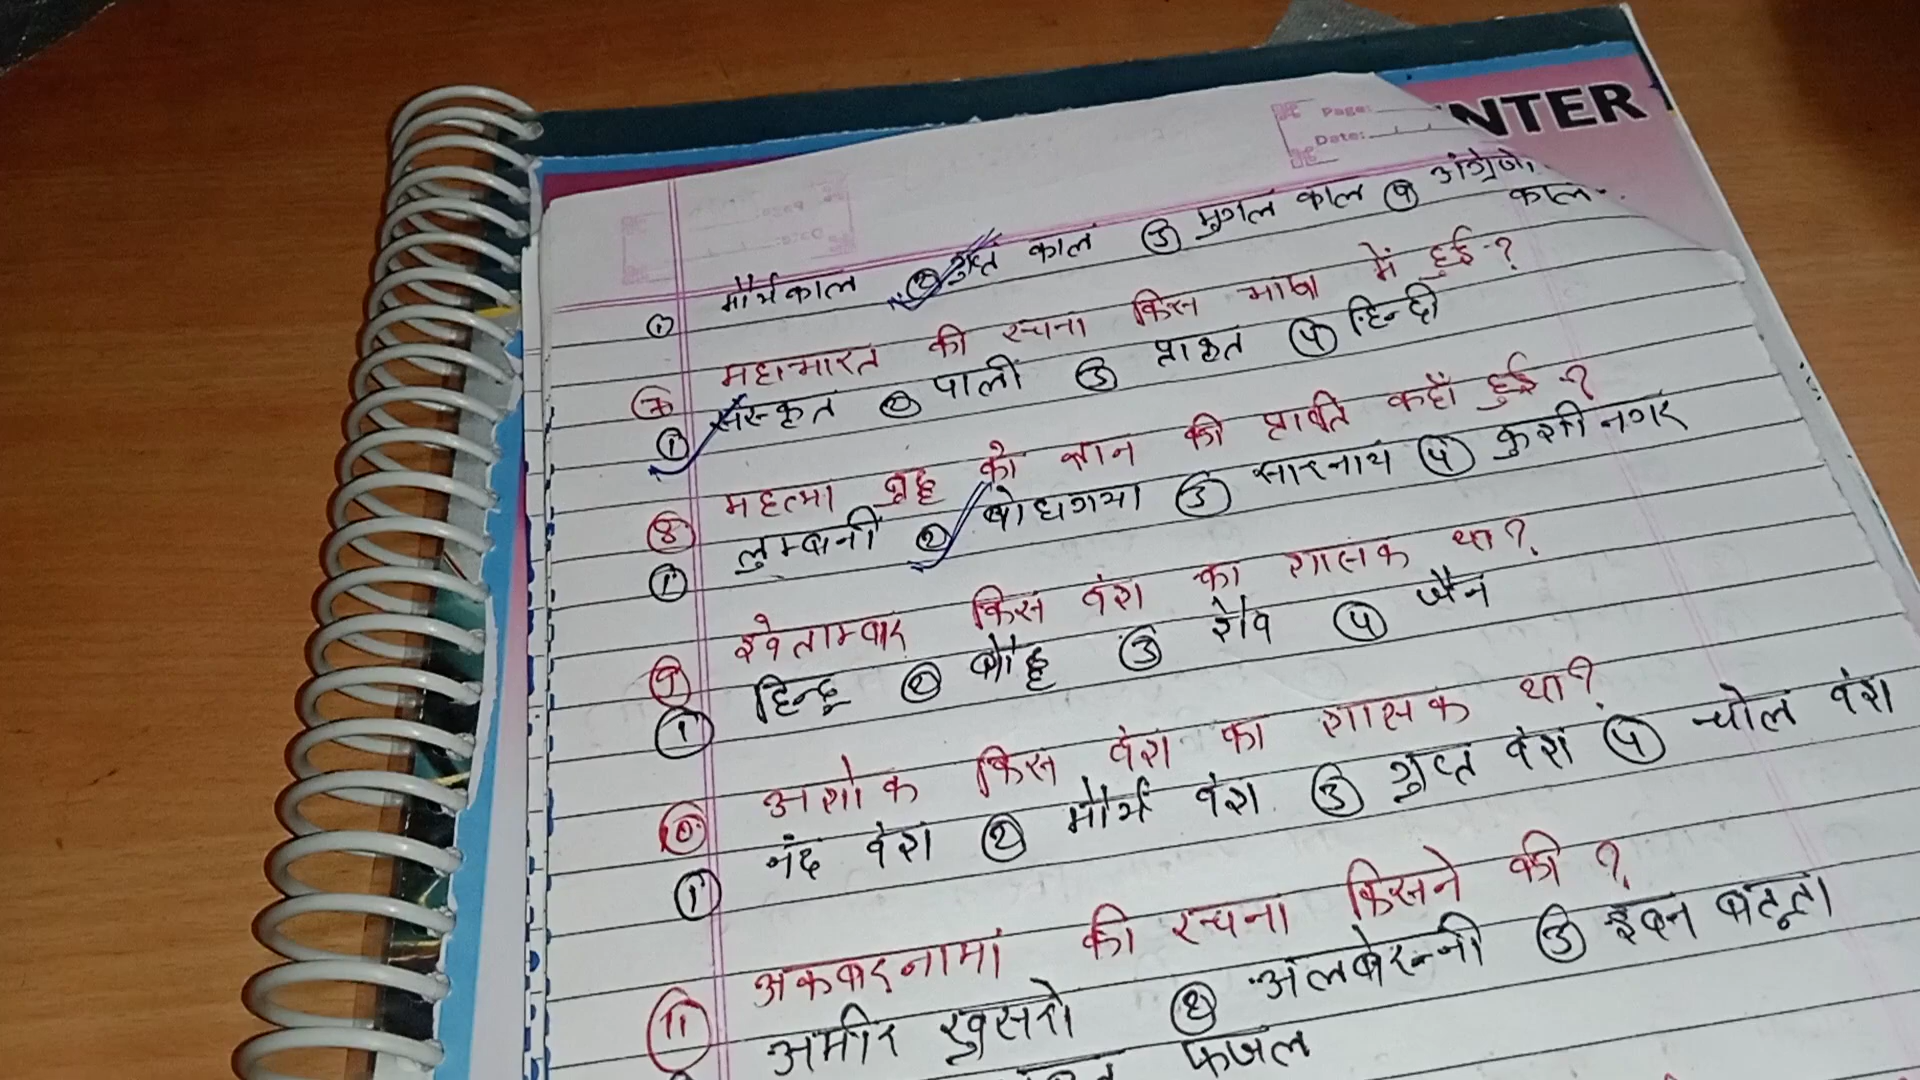 NTER
Page:
Date:
① मौर्यकाल ② गुप्त काल ③ मुगल काल ④ अंग्रेजो काल
⑦ महाभारत की रचना किस भाषा में हुई ?
① संस्कृत ② पाली ③ प्राकृत ④ हिन्दी
⑧ महत्मा बुद्ध को ज्ञान की प्राप्ति कहाँ हुई ?
① लुम्बनी ② बोधगया ③ सारनाथ ④ कुशीनगर
⑨ श्वेताम्बर किस वंश का शासक था ?
① हिन्दू ② बौद्ध ③ शैव ④ जैन
⑩ अशोक किस वंश का शासक था ?
① नंद वंश ② मौर्य वंश ③ गुप्त वंश ④ चोल वंश
⑪ अकबरनामा की रचना किसने की ?
अमीर खुसरो ② अलबेरुन्नी ③ इबन बतूता
फजल